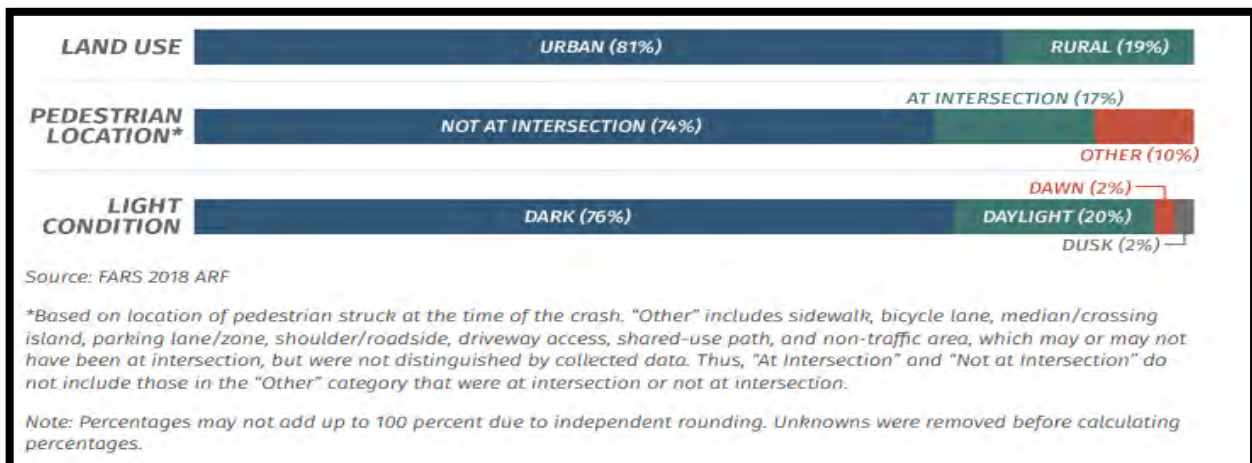 LAND USE
URBAN (81%)
RURAL (19%)
AT INTERSECTION (17%)
PEDESTRIAN
LOCATION*
NOT AT INTERSECTION (74%)
OTHER (10%)
DAWN (2%)
LIGHT
CONDITION
DARK (76%)
DAYLIGHT (20%)
DUSK (2%)
Source: FARS 2018 ARF
*Based on location of pedestrian struck at the time of the crash. “Other” includes sidewalk, bicycle lane, median/crossing
island, parking lane/zone, shoulder/roadside, driveway access, shared-use path, and non-traffic area, which may or may not
have been at intersection, but were not distinguished by collected data. Thus, “At Intersection” and “Not at Intersection” do
not include those in the “Other” category that were at intersection or not at intersection.
Note: Percentages may not add up to 100 percent due to independent rounding. Unknowns were removed before calculating
percentages.